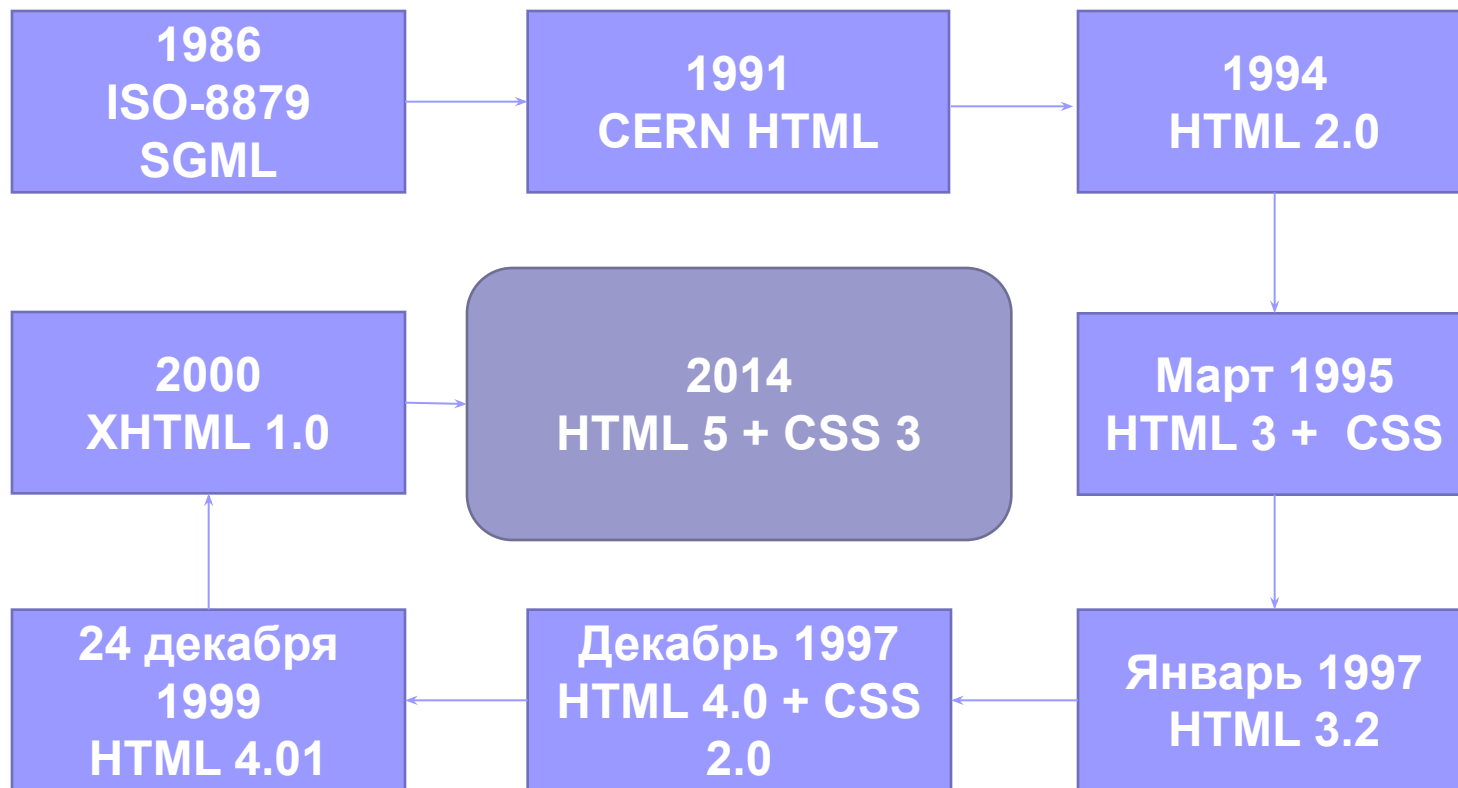 1986
ISO-8879
SGML
1991
CERN HTML
1994
HTML 2.0
Март 1995
HTML 3 +  CSS
Январь 1997
HTML 3.2
Декабрь 1997
HTML 4.0 + CSS
2.0
24 декабря
1999
HTML 4.01
2000
XHTML 1.0
2014
HTML 5 + CSS 3